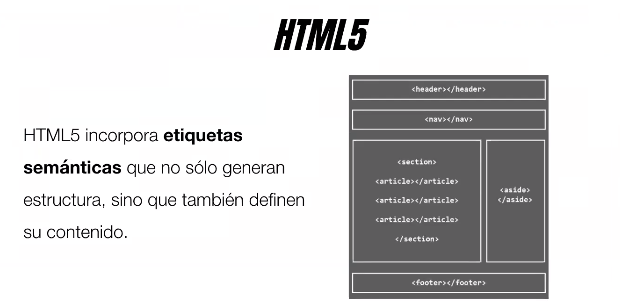 HTML5
HTML5 incorpora etiquetas
semánticas que no sólo generan
estructura, sino que también definen
su contenido.
<header></header>
<nav></nav>
<section>
<article></article>
<article></article>
<article></article>
</section>
<aside>
</aside>
<footer></footer>